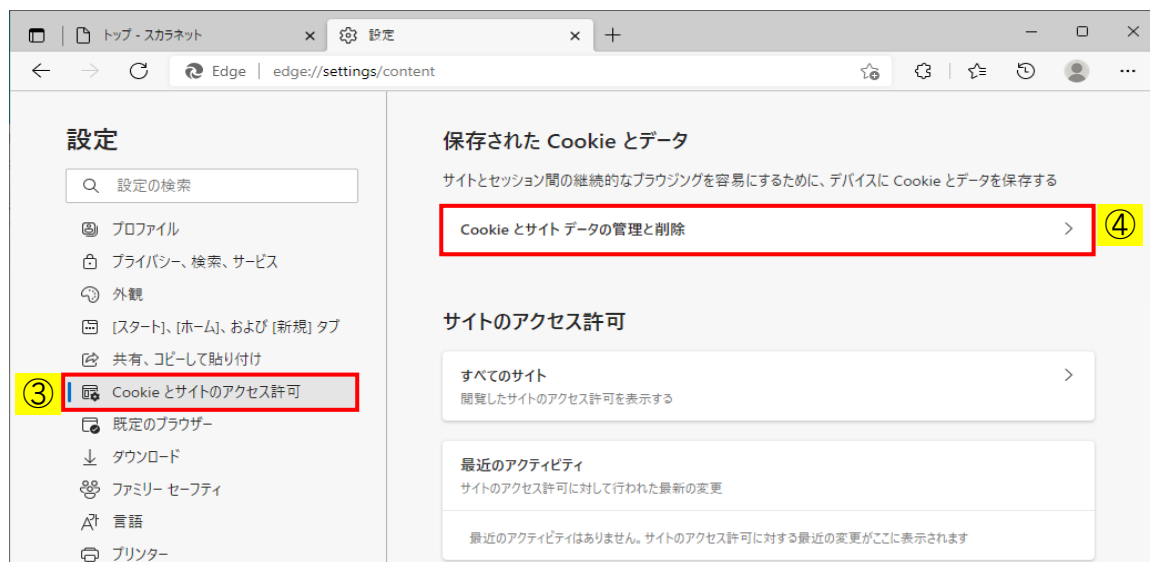 トップ - スカラネット
設定
Edge | edge://settings/content
設定
設定の検索
プロファイル
プライバシー、検索、サービス
外観
[スタート]、[ホーム]、および [新規] タブ
共有、コピーして貼り付け
③
Cookie とサイトのアクセス許可
既定のブラウザー
ダウンロード
ファミリー セーフティ
言語
プリンター
保存された Cookie とデータ
サイトとセッション間の継続的なブラウジングを容易にするために、デバイスに Cookie とデータを保存する
Cookie とサイト データの管理と削除
④
サイトのアクセス許可
すべてのサイト
閲覧したサイトのアクセス許可を表示する
最近のアクティビティ
サイトのアクセス許可に対して行われた最新の変更
最近のアクティビティはありません。サイトのアクセス許可に対する最近の変更がここに表示されます